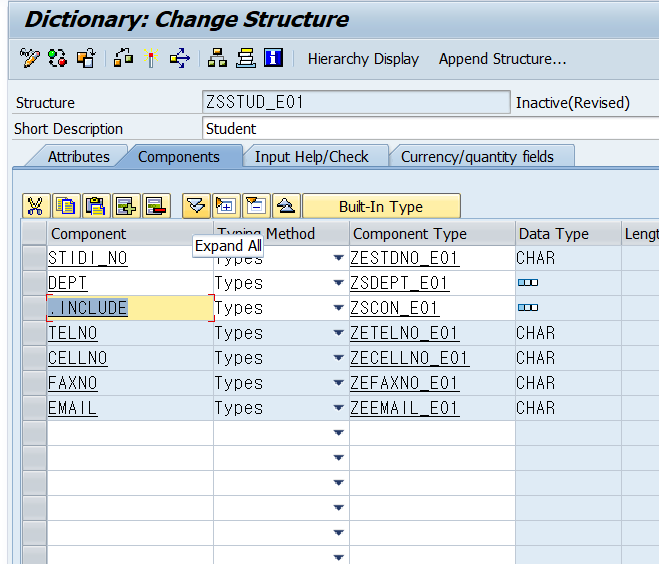 Dictionary: Change Structure
Hierarchy Display Append Structure...
Structure ZSSTUD_E01 Inactive(Revised)
Short Description Student
Attributes Components Input Help/Check Currency/quantity fields
Built-In Type
Component Typing Method Component Type Data Type Lengt
Expand All
STIDI_NO Types ZESTDNO_E01 CHAR
DEPT Types ZSDEPT_E01
.INCLUDE Types ZSCON_E01
TELNO Types ZETELNO_E01 CHAR
CELLNO Types ZECELLNO_E01 CHAR
FAXNO Types ZEFAXNO_E01 CHAR
EMAIL Types ZEEMAIL_E01 CHAR